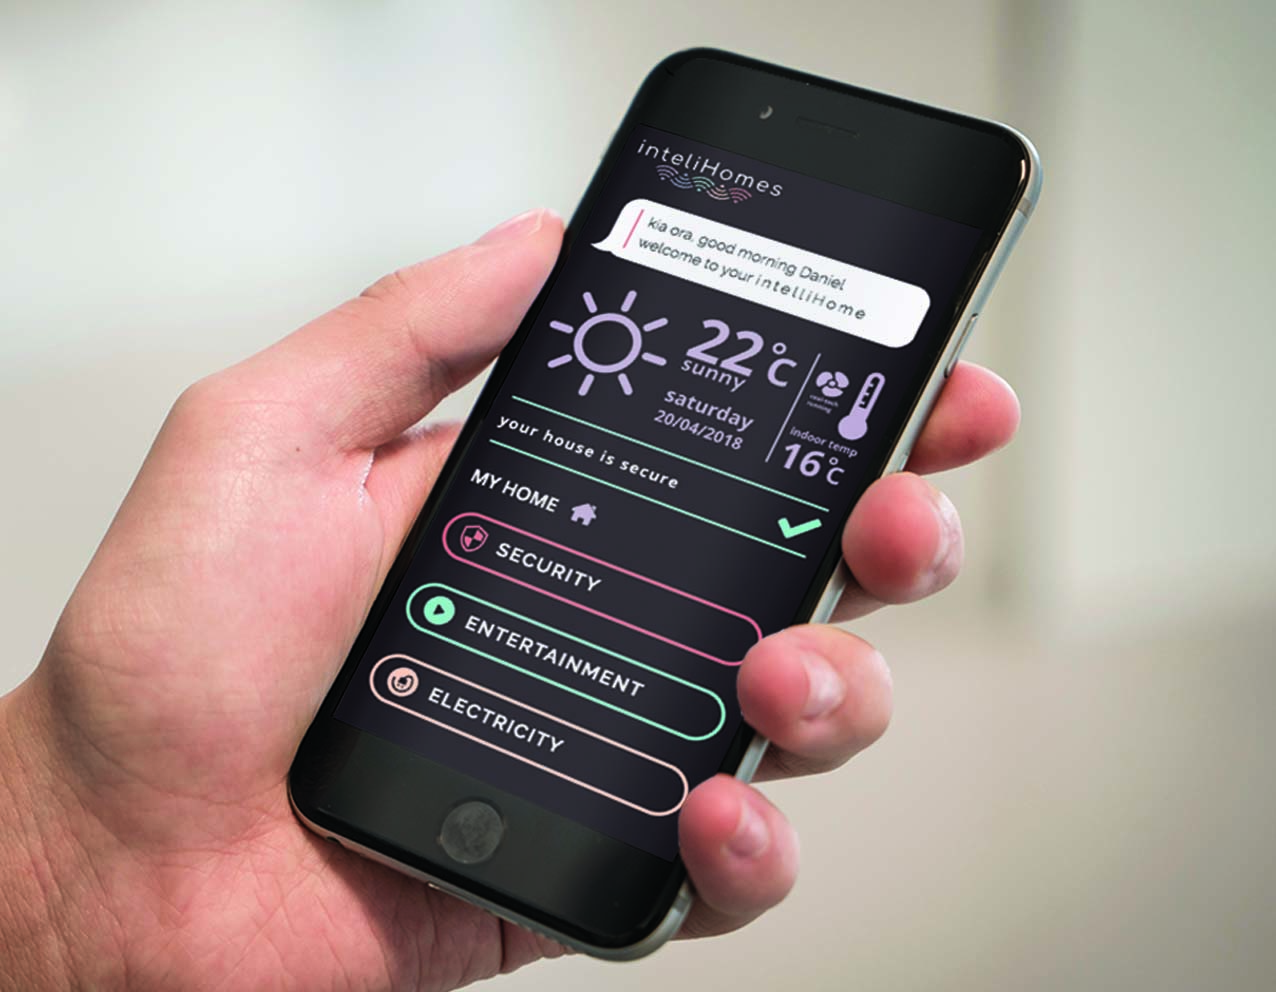 inteliHomes
kia ora, good morning Daniel
welcome to your intelliHome
22°C
sunny
saturday
20/04/2018
running
indoor temp
16°C
your house is secure
MY HOME
SECURITY
ENTERTAINMENT
ELECTRICITY